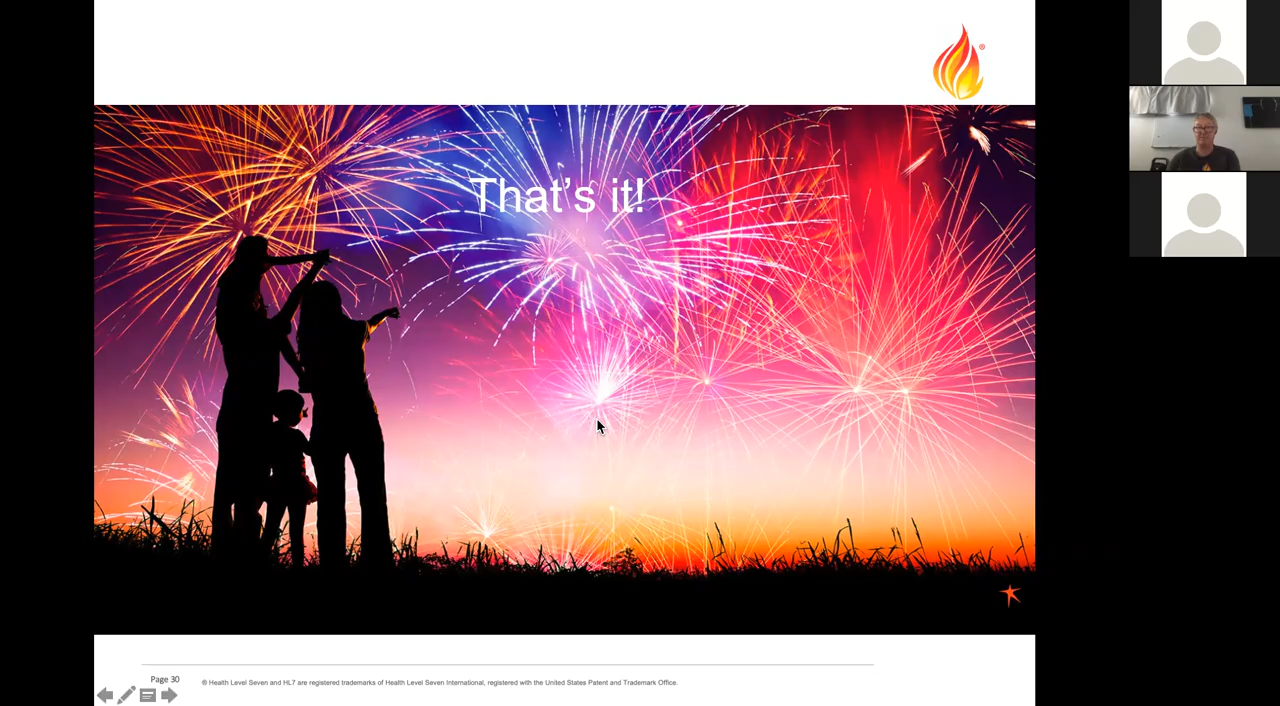 ®
That's it!
Page 30
® Health Level Seven and HL7 are registered trademarks of Health Level Seven International, registered with the United States Patent and Trademark Office.